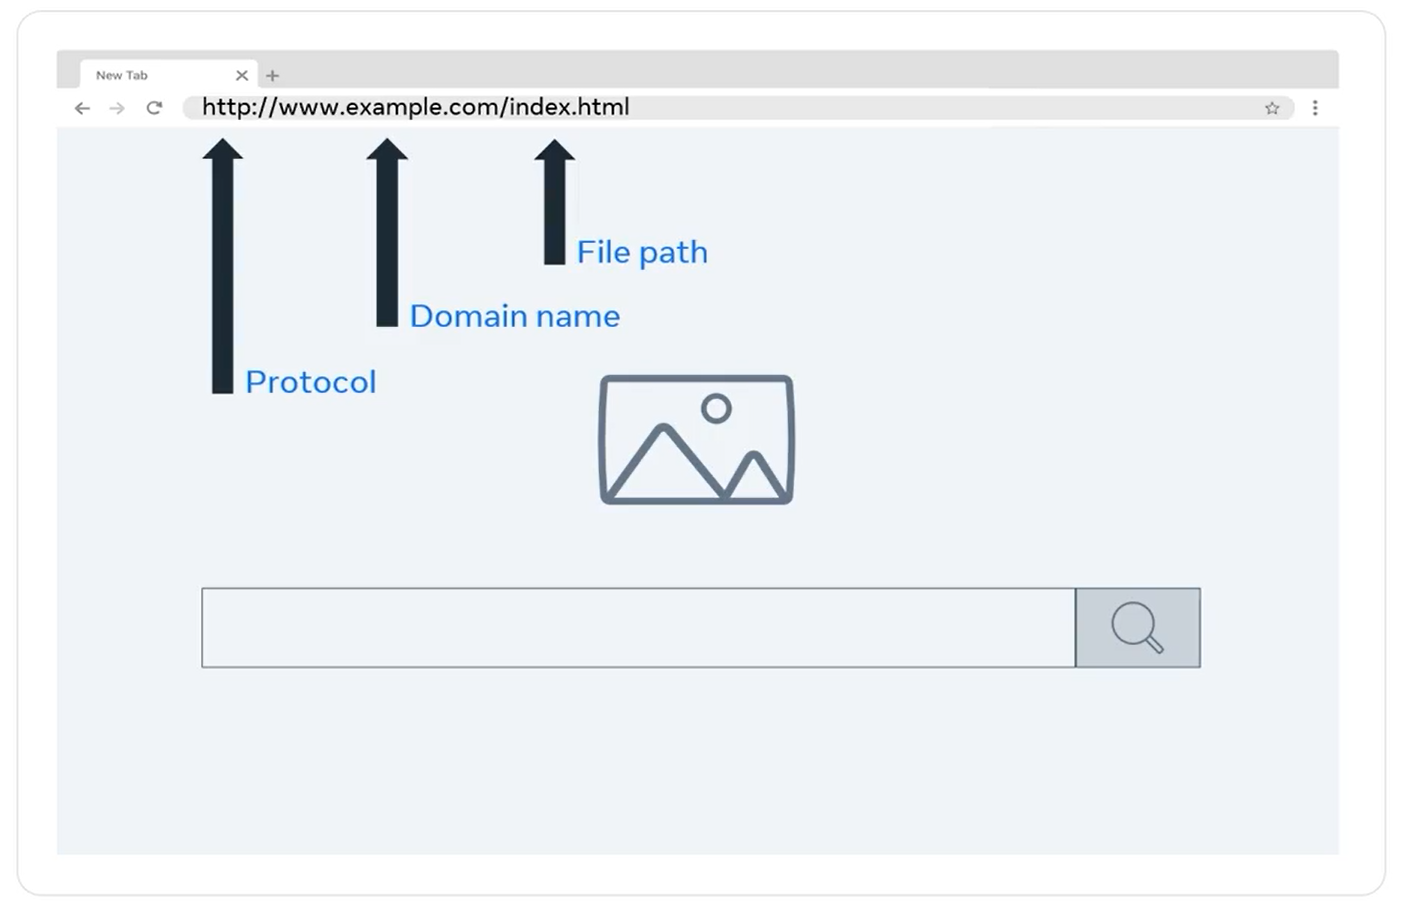 New Tab
http://www.example.com/index.html
File path
Domain name
Protocol